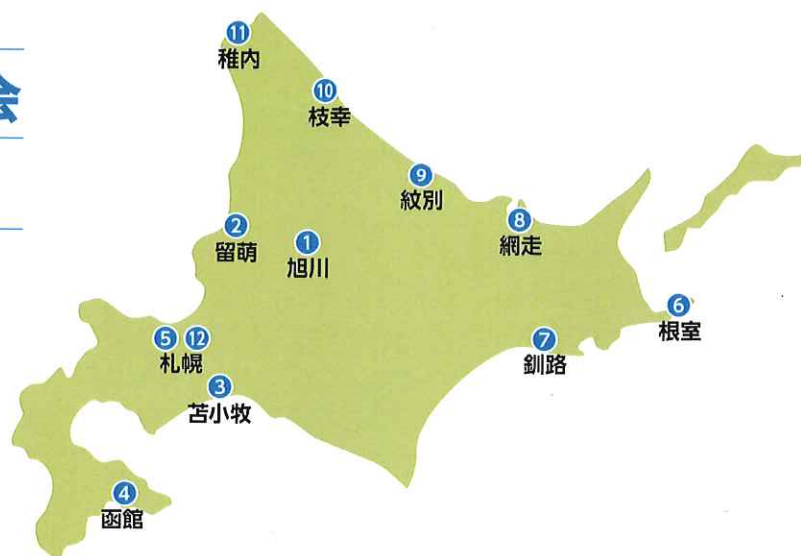 会
⑪
稚内
⑩
枝幸
⑨
紋別
⑧
網走
②
留萌
①
旭川
⑥
根室
⑤ ⑫
札幌
⑦
釧路
③
苫小牧
④
函館